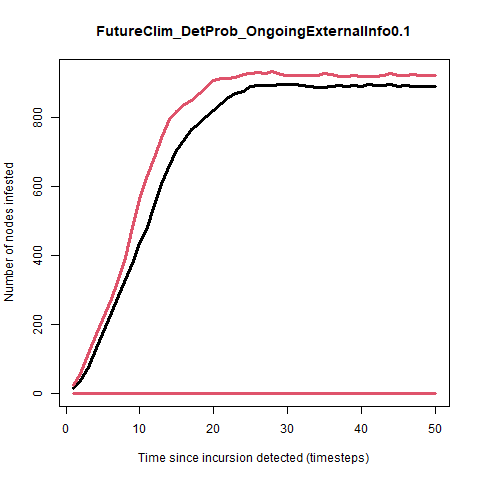 FutureClim_DetProb_OngoingExternalInfo0.1
Number of nodes infested
800
600
400
200
0
0 10 20 30 40 50
Time since incursion detected (timesteps)